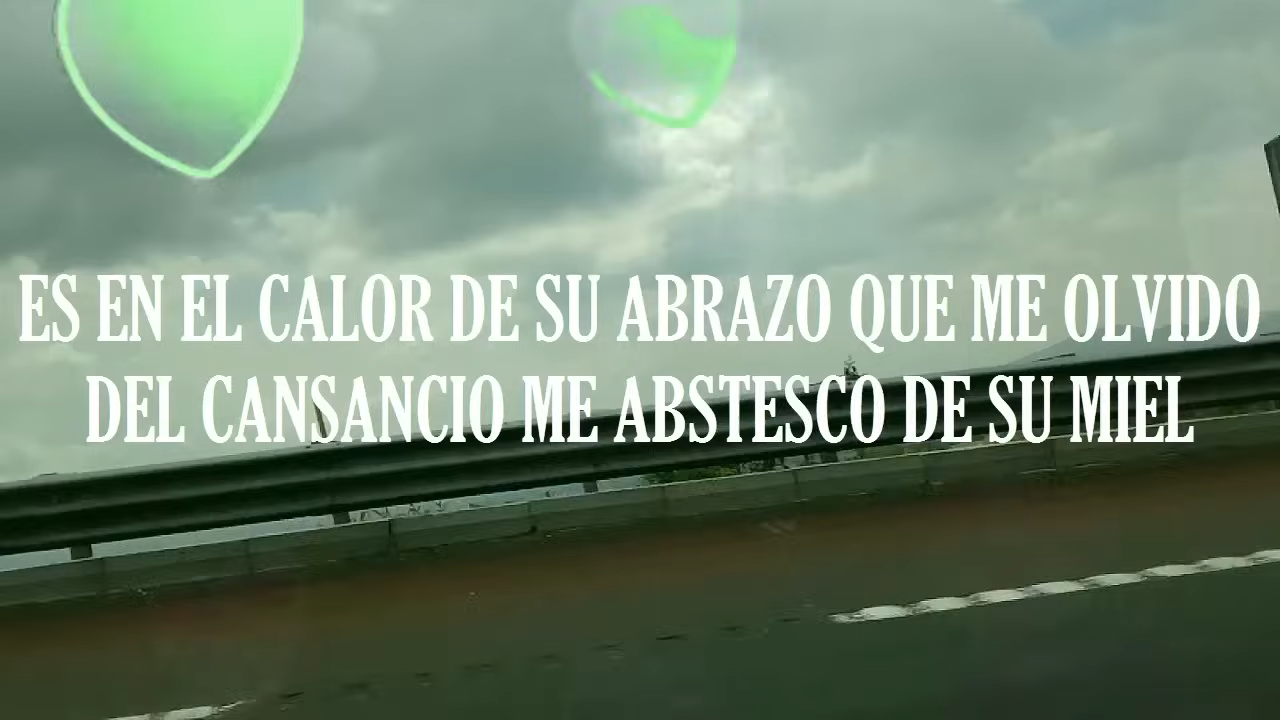 ES EN EL CALOR DE SU ABRAZO QUE ME OLVIDO
DEL CANSANCIO ME ABSTESCO DE SU MIEL